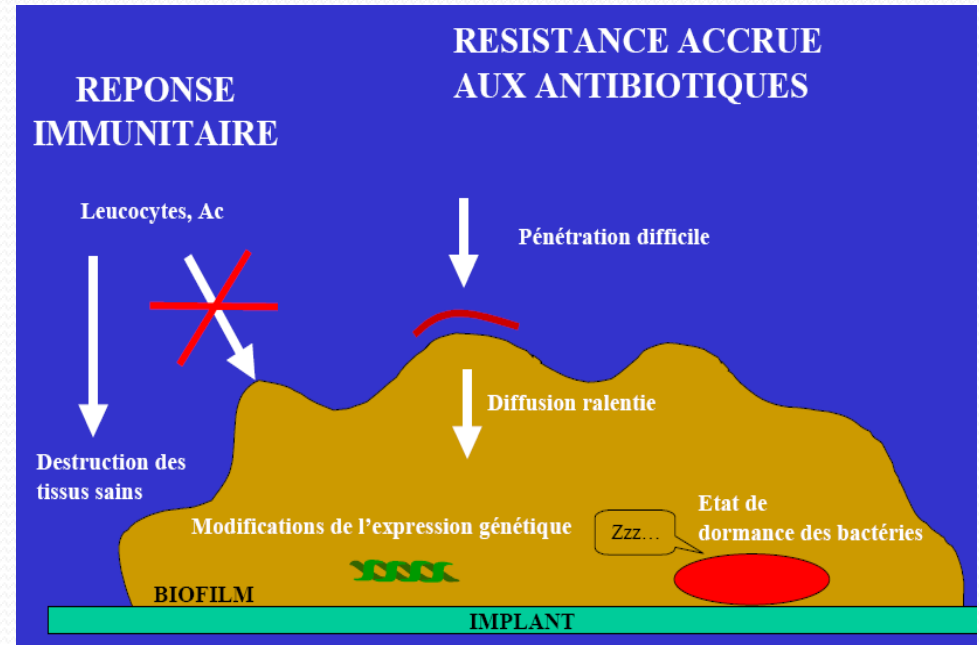 REPONSE
IMMUNITAIRE
RESISTANCE ACCRUE
AUX ANTIBIOTIQUES
Leucocytes, Ac
Pénétration difficile
Diffusion ralentie
Destruction des
tissus sains
Modifications de l'expression génétique
Zzz…
Etat de
dormance des bactéries
BIOFILM
IMPLANT